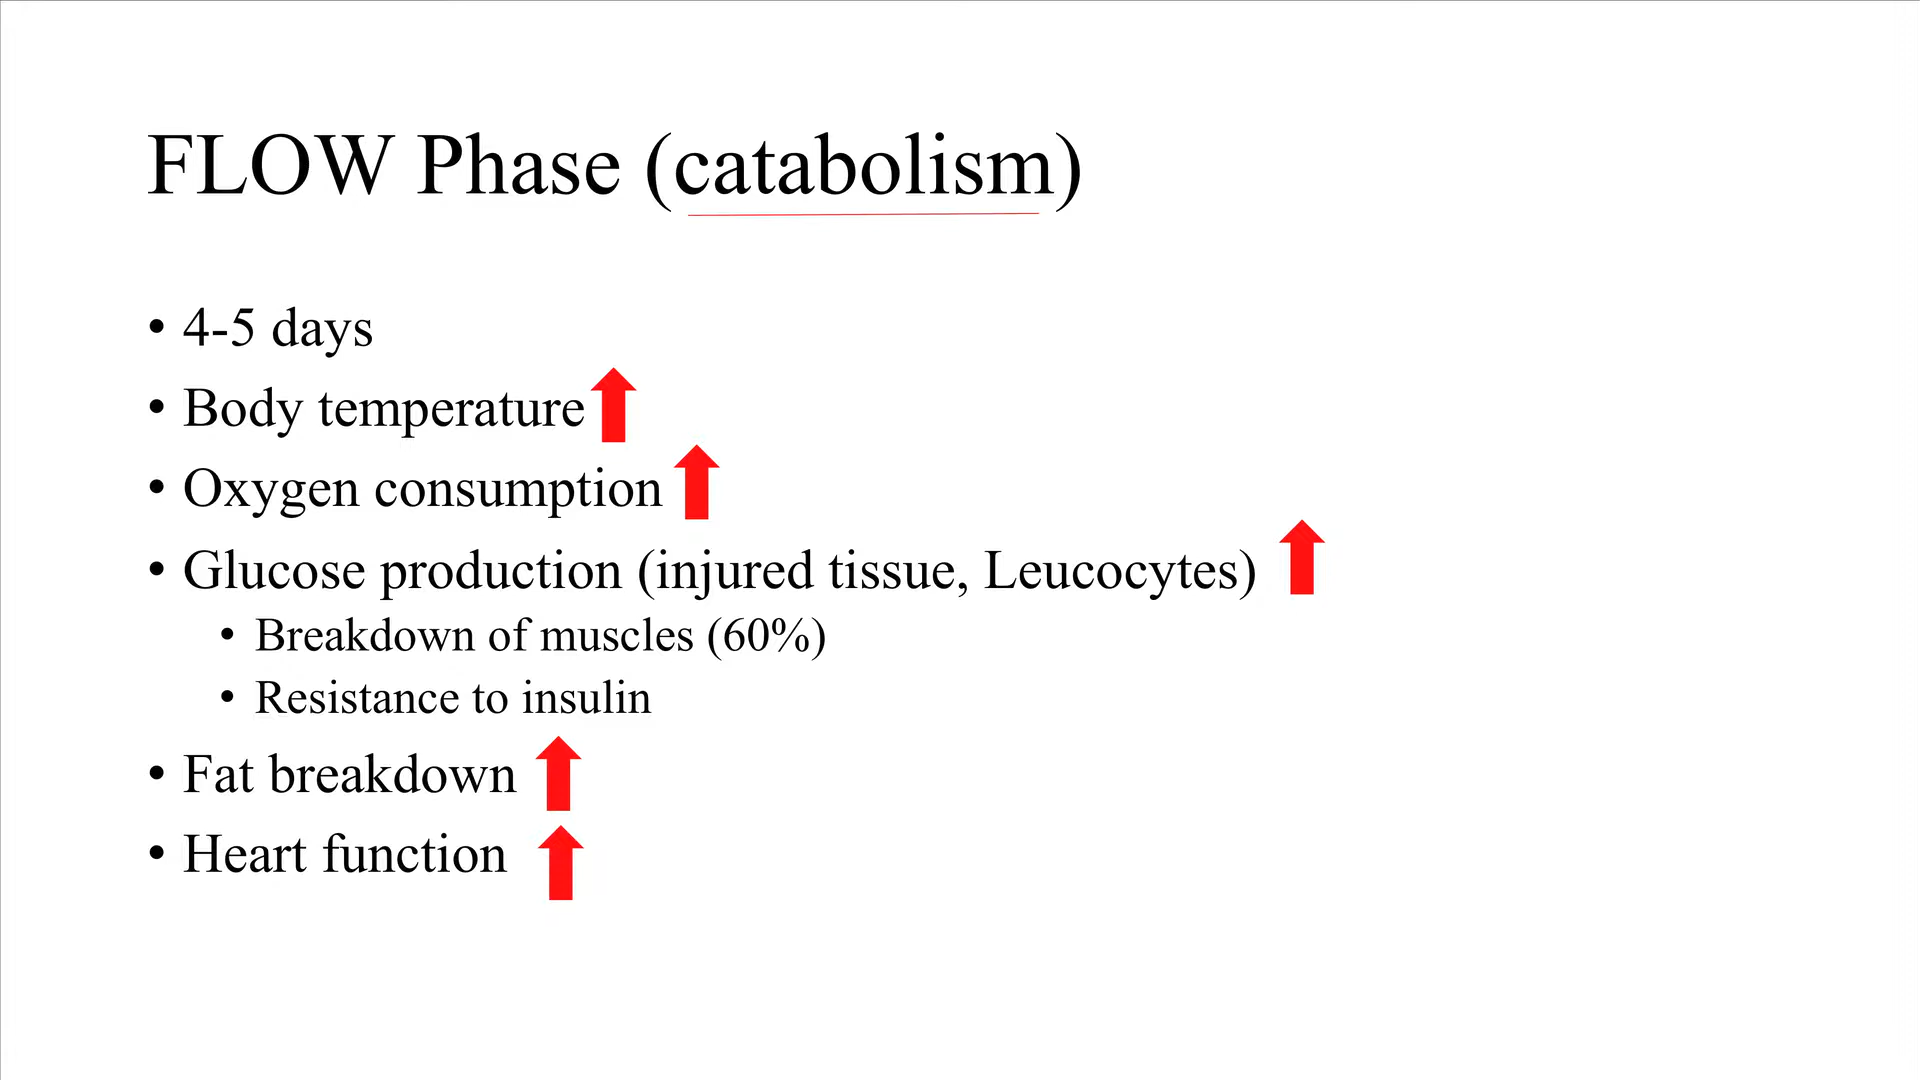 FLOW Phase (catabolism)
• 4-5 days
• Body temperature
• Oxygen consumption
• Glucose production (injured tissue, Leucocytes)
• Breakdown of muscles (60%)
• Resistance to insulin
• Fat breakdown
• Heart function